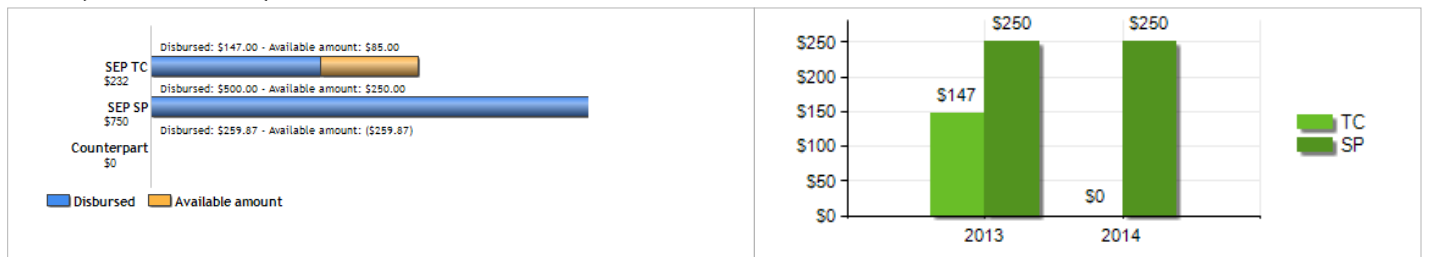 Disbursed: $147.00 - Available amount: $85.00
SEP TC
$232
Disbursed: $500.00 - Available amount: $250.00
SEP SP
$750
Disbursed: $259.87 - Available amount: ($259.87)
Counterpart
$0
Disbursed Available amount
$250 $250
$250
$200
$147
$150
$100
$50
$0
$0
2013 2014
TC
SP